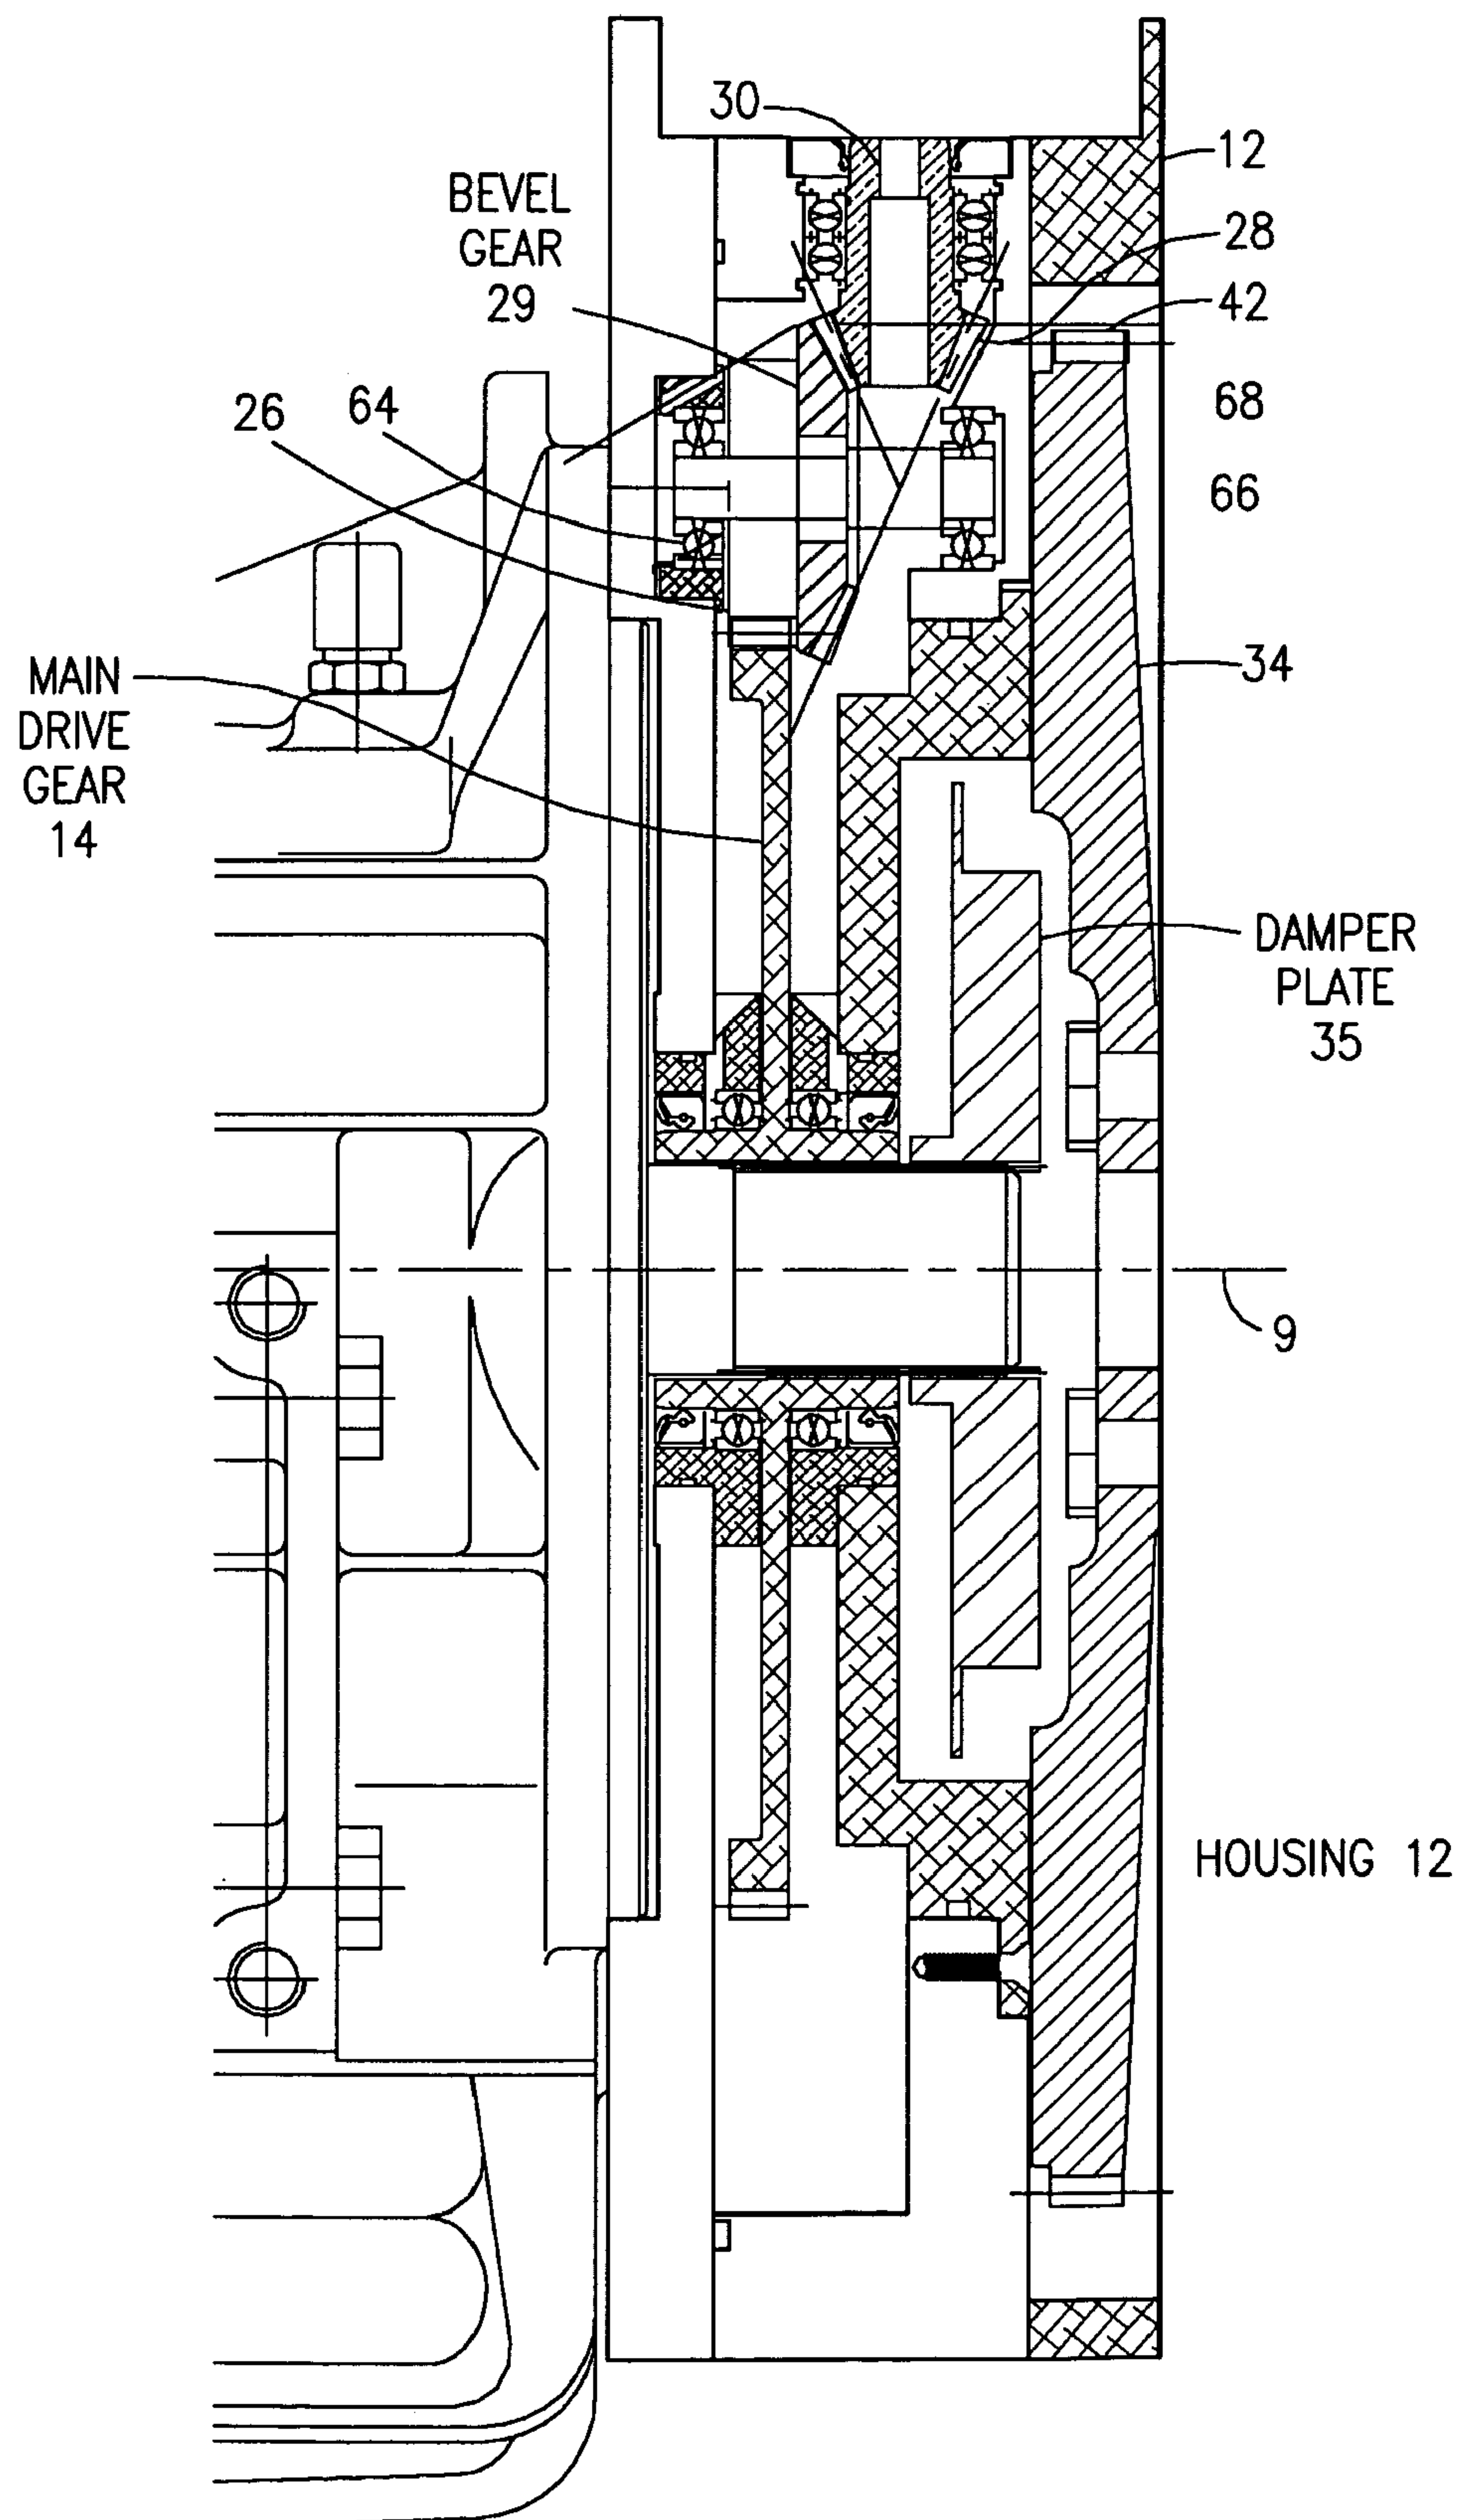 30
12
BEVEL
GEAR
29
28
42
26
64
68
66
MAIN
DRIVE
GEAR
14
34
DAMPER
PLATE
35
9
HOUSING 12